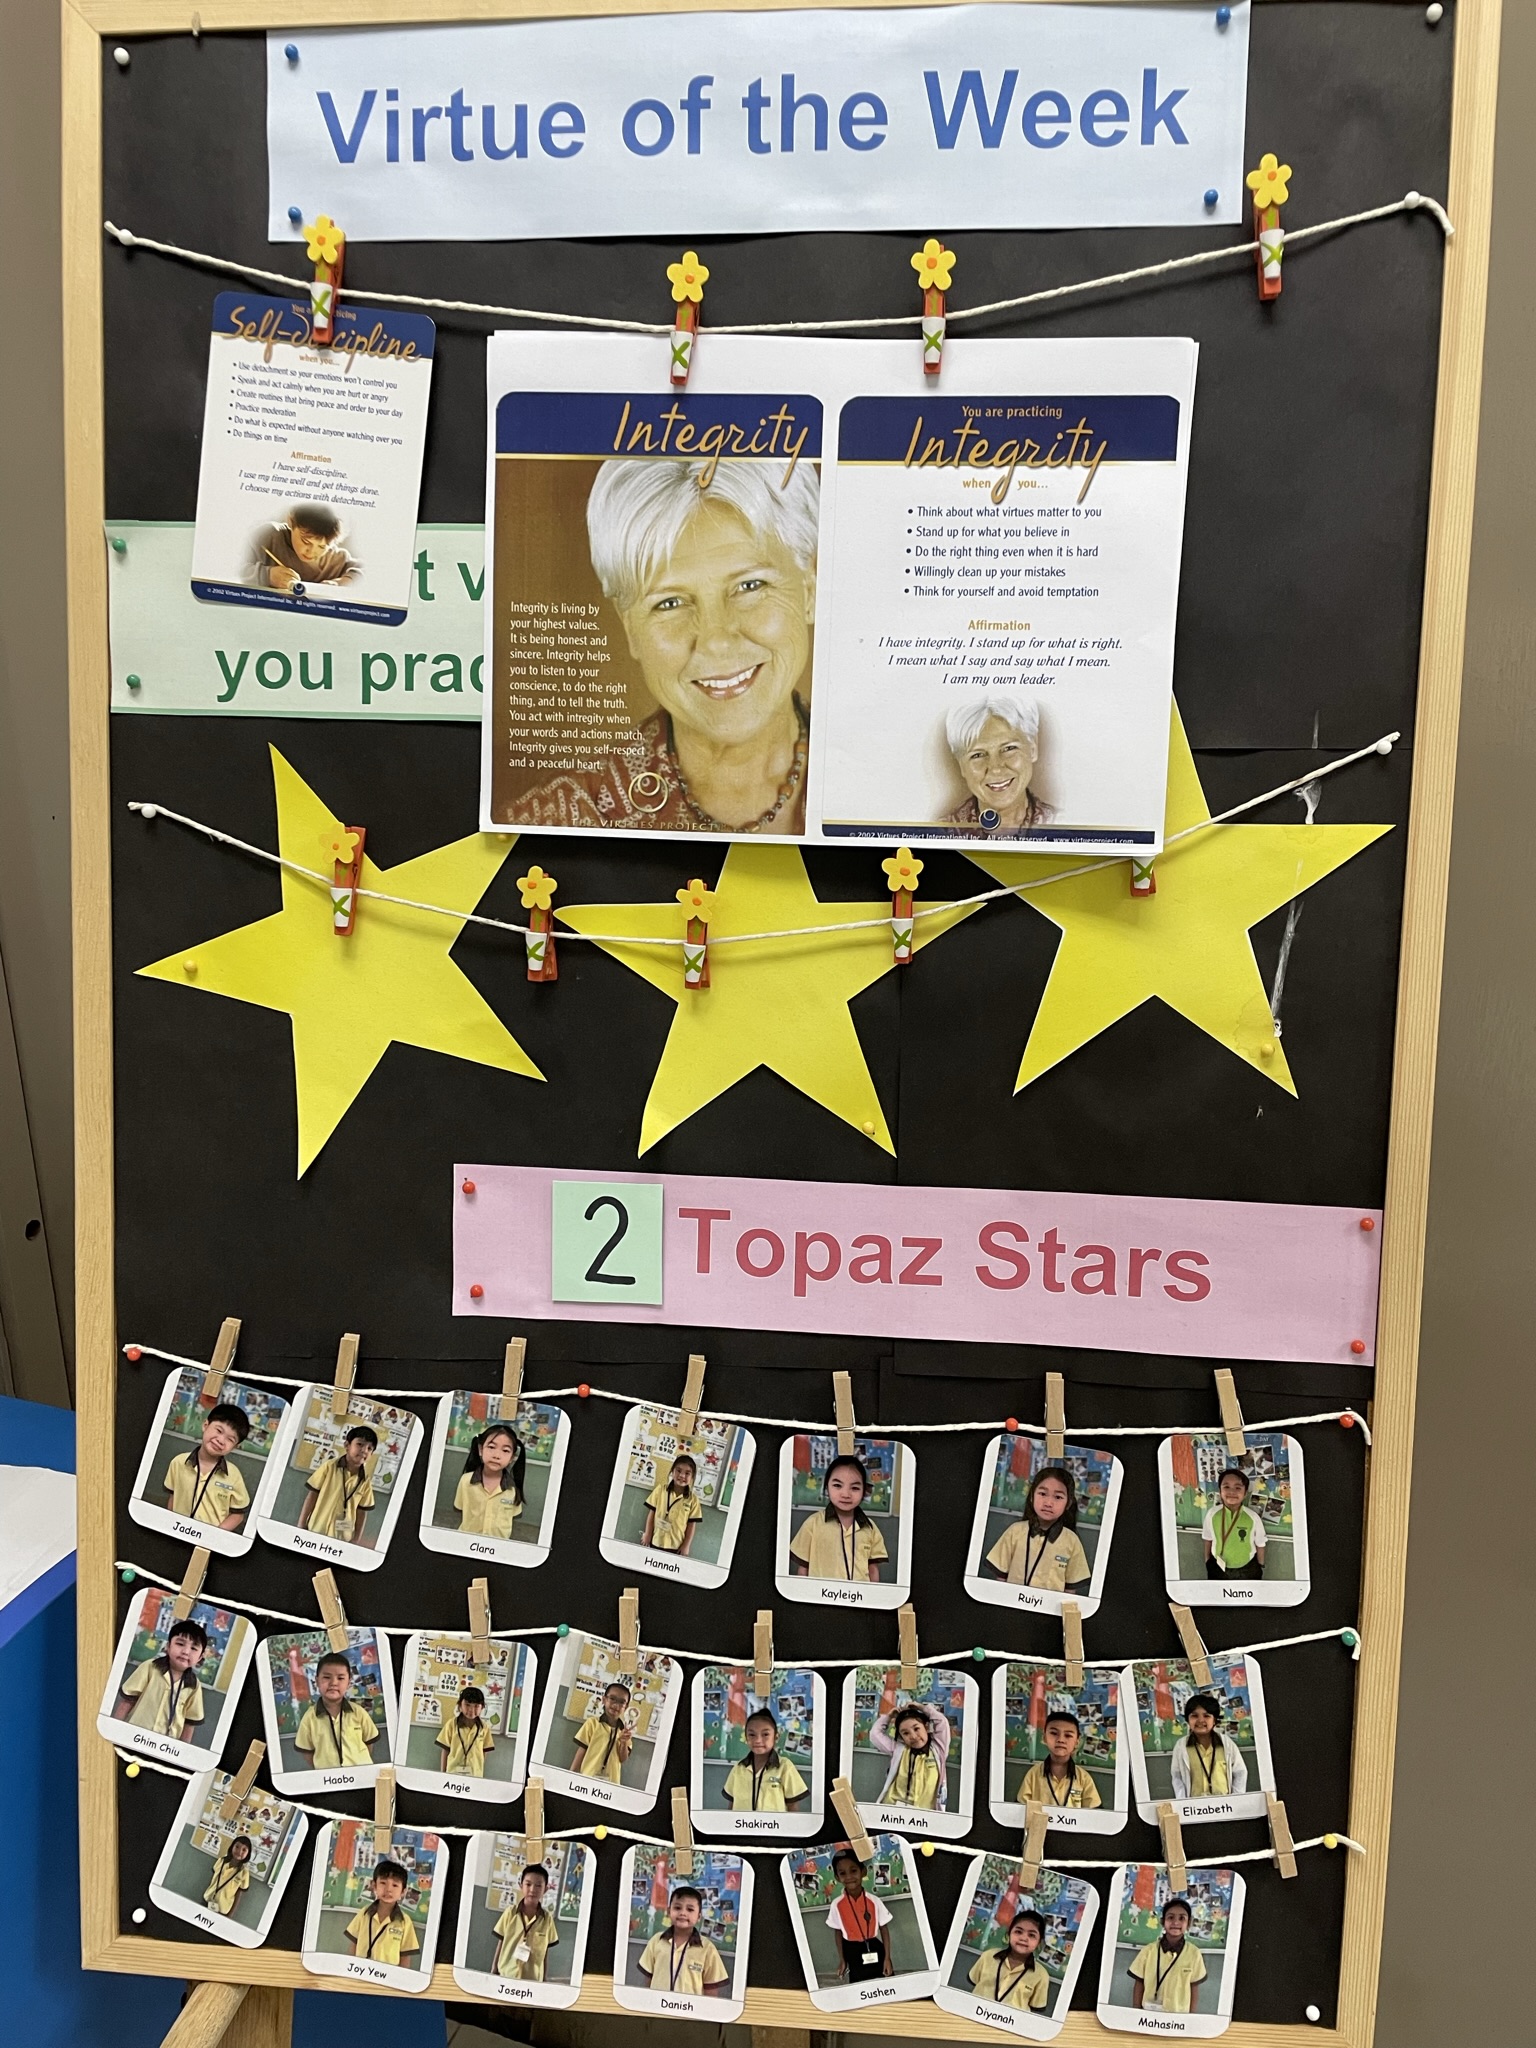 Virtue of the Week
You are practicing
Self-discipline
when you...
• Use detachment so your emotions won't control you
• Speak and act calmly when you are hurt or angry
• Create routines that bring peace and order to your day
• Practice moderation
• Do what is expected without anyone watching over you
• Do things on time
Affirmation
I have self-discipline.
I use my time well and get things done.
I choose my actions with detachment.
© 2002 Virtues Project International Inc. All rights reserved. www.virtuesproject.com
Integrity
Integrity is living by
your highest values.
It is being honest and
sincere. Integrity helps
you to listen to your
conscience, to do the right
thing, and to tell the truth.
You act with intregity when
your words and actions match.
Integrity gives you self-respect
and a peaceful heart.
THE VIRTUES PROJECT
You are practicing
Integrity
when you...
• Think about what virtues matter to you
• Stand up for what you believe in
• Do the right thing even when it is hard
• Willingly clean up your mistakes
• Think for yourself and avoid temptation
Affirmation
I have integrity. I stand up for what is right.
I mean what I say and say what I mean.
I am my own leader.
© 2002 Virtues Project International Inc. All rights reserved. www.virtuesproject.com
t v
you prac
2 Topaz Stars
Jaden
Ryan Htet
Clara
Hannah
Kayleigh
Ruiyi
Namo
Ghim Chiu
Haobo
Angie
Lam Khai
Shakirah
Minh Anh
e Xun
Elizabeth
Amy
Joy Yew
Joseph
Danish
Sushen
Diyanah
Mahasina